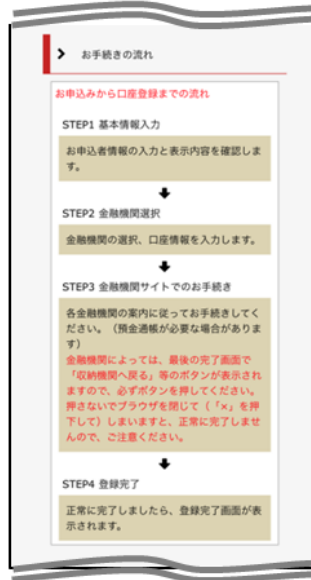 お手続きの流れ
お申込みから口座登録までの流れ
STEP1 基本情報入力
お申込者情報の入力と表示内容を確認しま
す。
STEP2 金融機関選択
金融機関の選択、口座情報を入力します。
STEP3 金融機関サイトでのお手続き
各金融機関の案内に従ってお手続きしてく
ださい。（預金通帳が必要な場合がありま
す）
金融機関によっては、最後の完了画面で
「収納機関へ戻る」等のボタンが表示され
ますので、必ずボタンを押してください。
押さないでブラウザを閉じて（「×」を押
下して）しまいますと、正常に完了しませ
んので、ご注意ください。
STEP4 登録完了
正常に完了しましたら、登録完了画面が表
示されます。